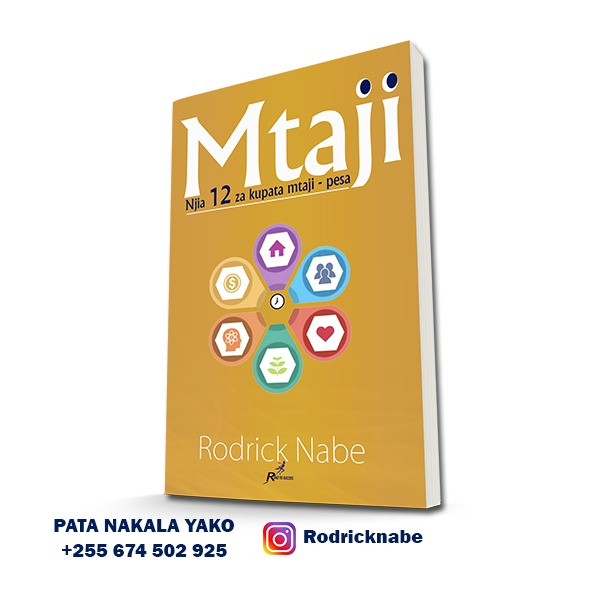 Mtaji
Njia 12 za kupata mtaji - pesa
Rodrick Nabe
PATA NAKALA YAKO
+255 674 502 925
Rodricknabe